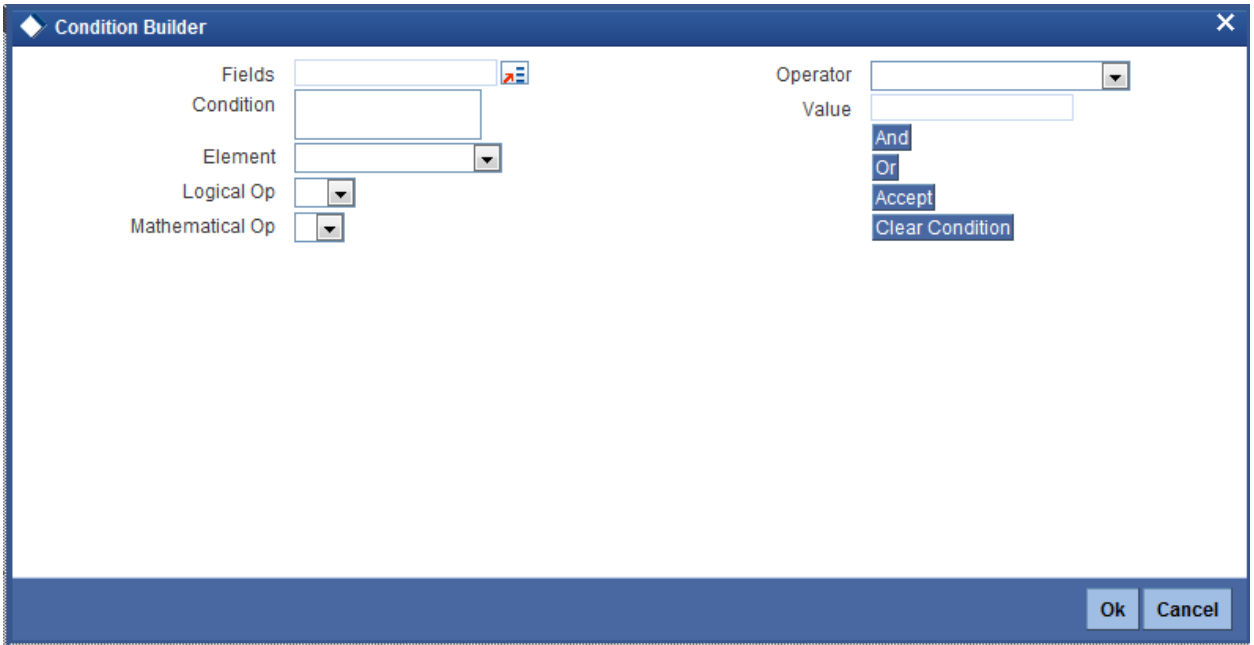 Condition Builder
Fields
Condition
Element
Logical Op
Mathematical Op
Operator
Value
And
Or
Accept
Clear Condition
Ok
Cancel